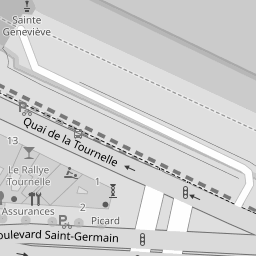 Sainte
Geneviève
Quai de la Tournelle
13
Le Rallye
Tournelle
1
Assurances
2
Picard
oulevard Saint-Germain